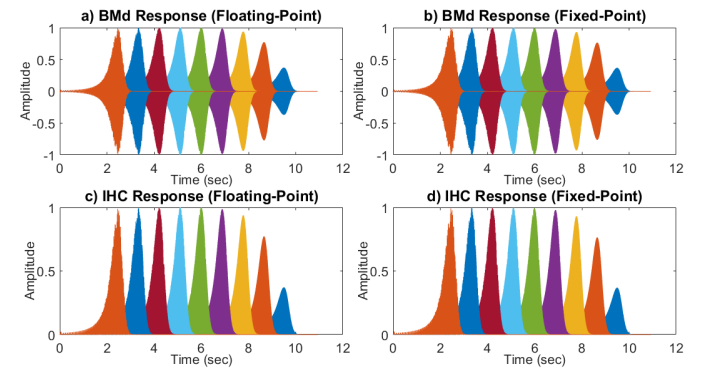 a) BMd Response (Floating-Point)
1
0.5
0
-0.5
-1
Amplitude
0 2 4 6 8 10 12
Time (sec)
b) BMd Response (Fixed-Point)
1
0.5
0
-0.5
-1
Amplitude
0 2 4 6 8 10 12
Time (sec)
c) IHC Response (Floating-Point)
1
0.5
0
Amplitude
0 2 4 6 8 10 12
Time (sec)
d) IHC Response (Fixed-Point)
1
0.5
0
Amplitude
0 2 4 6 8 10 12
Time (sec)